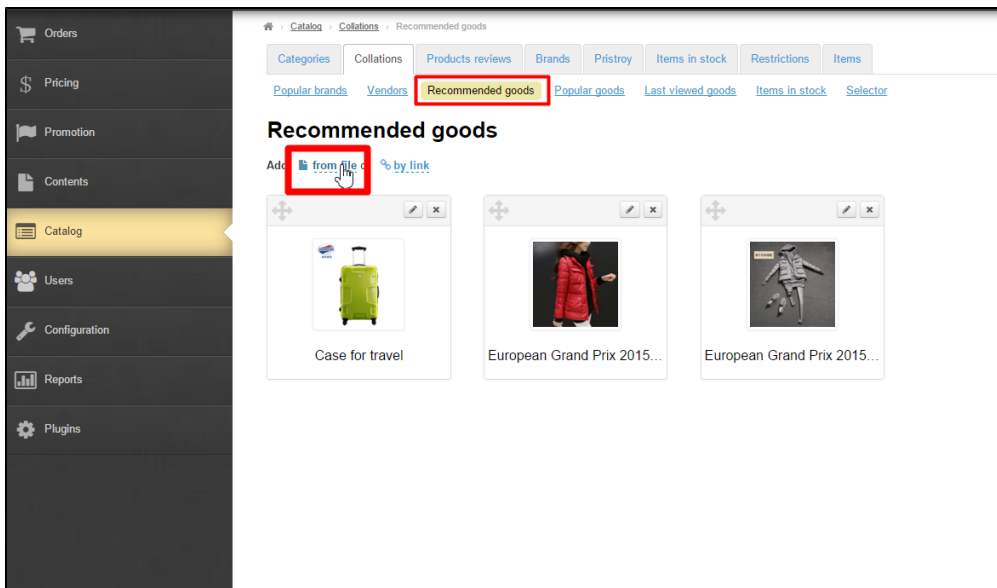 Catalog › Collations › Recommended goods
Orders
Pricing
Promotion
Contents
Catalog
Users
Configuration
Reports
Plugins
Categories Collations Products reviews Brands Pristroy Items in stock Restrictions Items
Popular brands Vendors Recommended goods Popular goods Last viewed goods Items in stock Selector
Recommended goods
Add from file by link
Case for travel
European Grand Prix 2015...
European Grand Prix 2015...